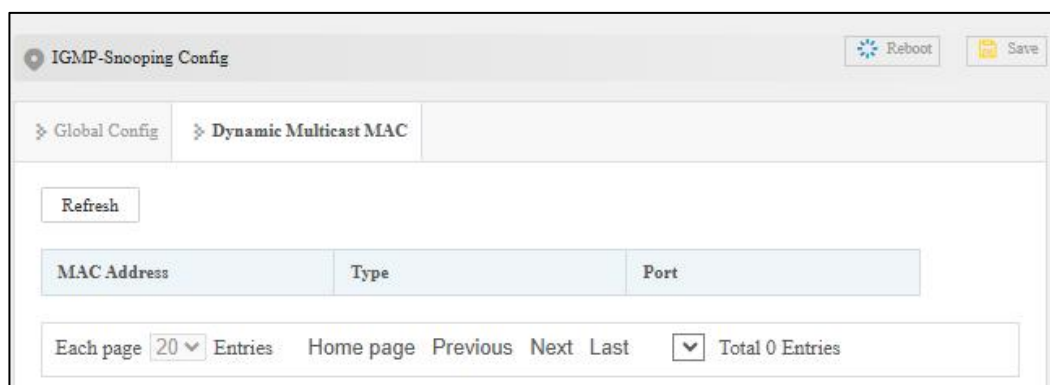 IGMP-Snooping Config Reboot Save
Global Config Dynamic Multicast MAC
Refresh
MAC Address Type Port
Each page 20 Entries Home page Previous Next Last Total 0 Entries